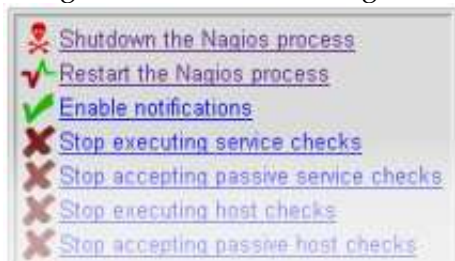 Shutdown the Nagios process
Restart the Nagios process
Enable notifications
Stop executing service checks
Stop accepting passive service checks
Stop executing host checks
Stop accepting passive host checks